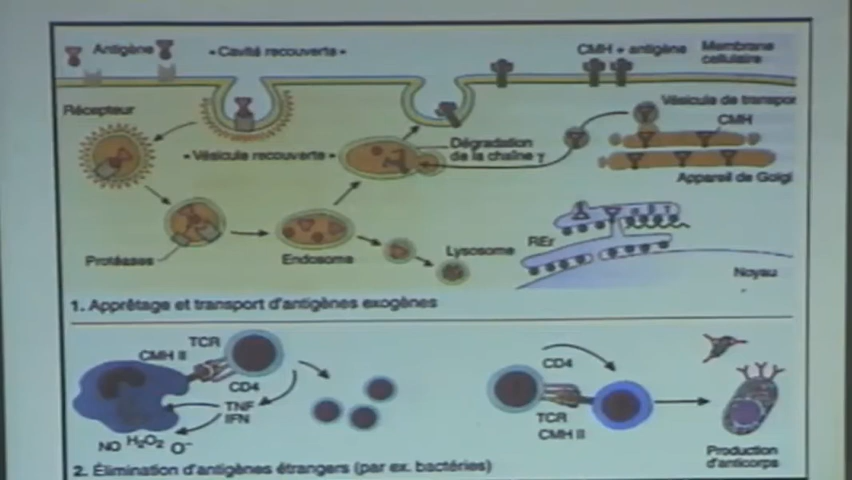 Antigène
« Cavité recouverte »
CMH + antigène
Membrane
cellulaire
Récepteur
Vésicule de transport
CMH
« Vésicule recouverte »
Dégradation
de la chaîne γ
Appareil de Golgi
Protéases
Endosome
Lysosome
REr
Noyau
1. Apprêtage et transport d'antigènes exogènes
TCR
CMH II
CD4
TNF
IFN
NO H₂O₂ O⁻
CD4
TCR
CMH II
Production
d'anticorps
2. Élimination d'antigènes étrangers (par ex. bactéries)